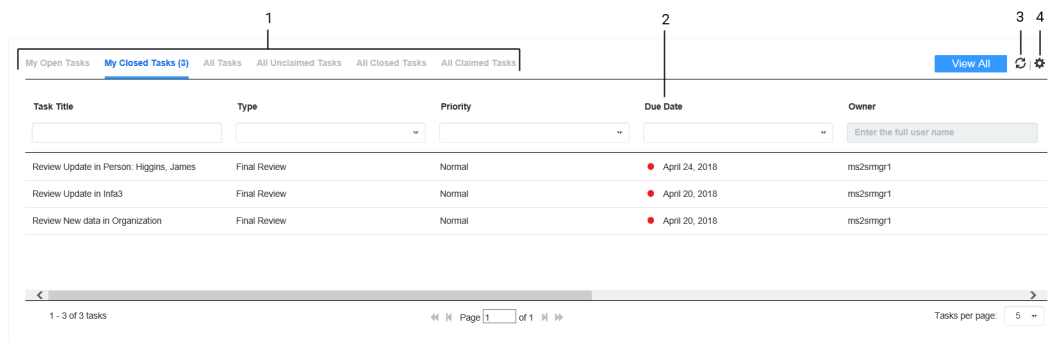 1 2 3 4
My Open Tasks My Closed Tasks (3) All Tasks All Unclaimed Tasks All Closed Tasks All Claimed Tasks View All
Task Title Type Priority Due Date Owner
Enter the full user name
Review Update in Person: Higgins, James Final Review Normal April 24, 2018 ms2srmgr1
Review Update in Infa3 Final Review Normal April 20, 2018 ms2srmgr1
Review New data in Organization Final Review Normal April 20, 2018 ms2srmgr1
1 - 3 of 3 tasks Page 1 of 1 Tasks per page: 5